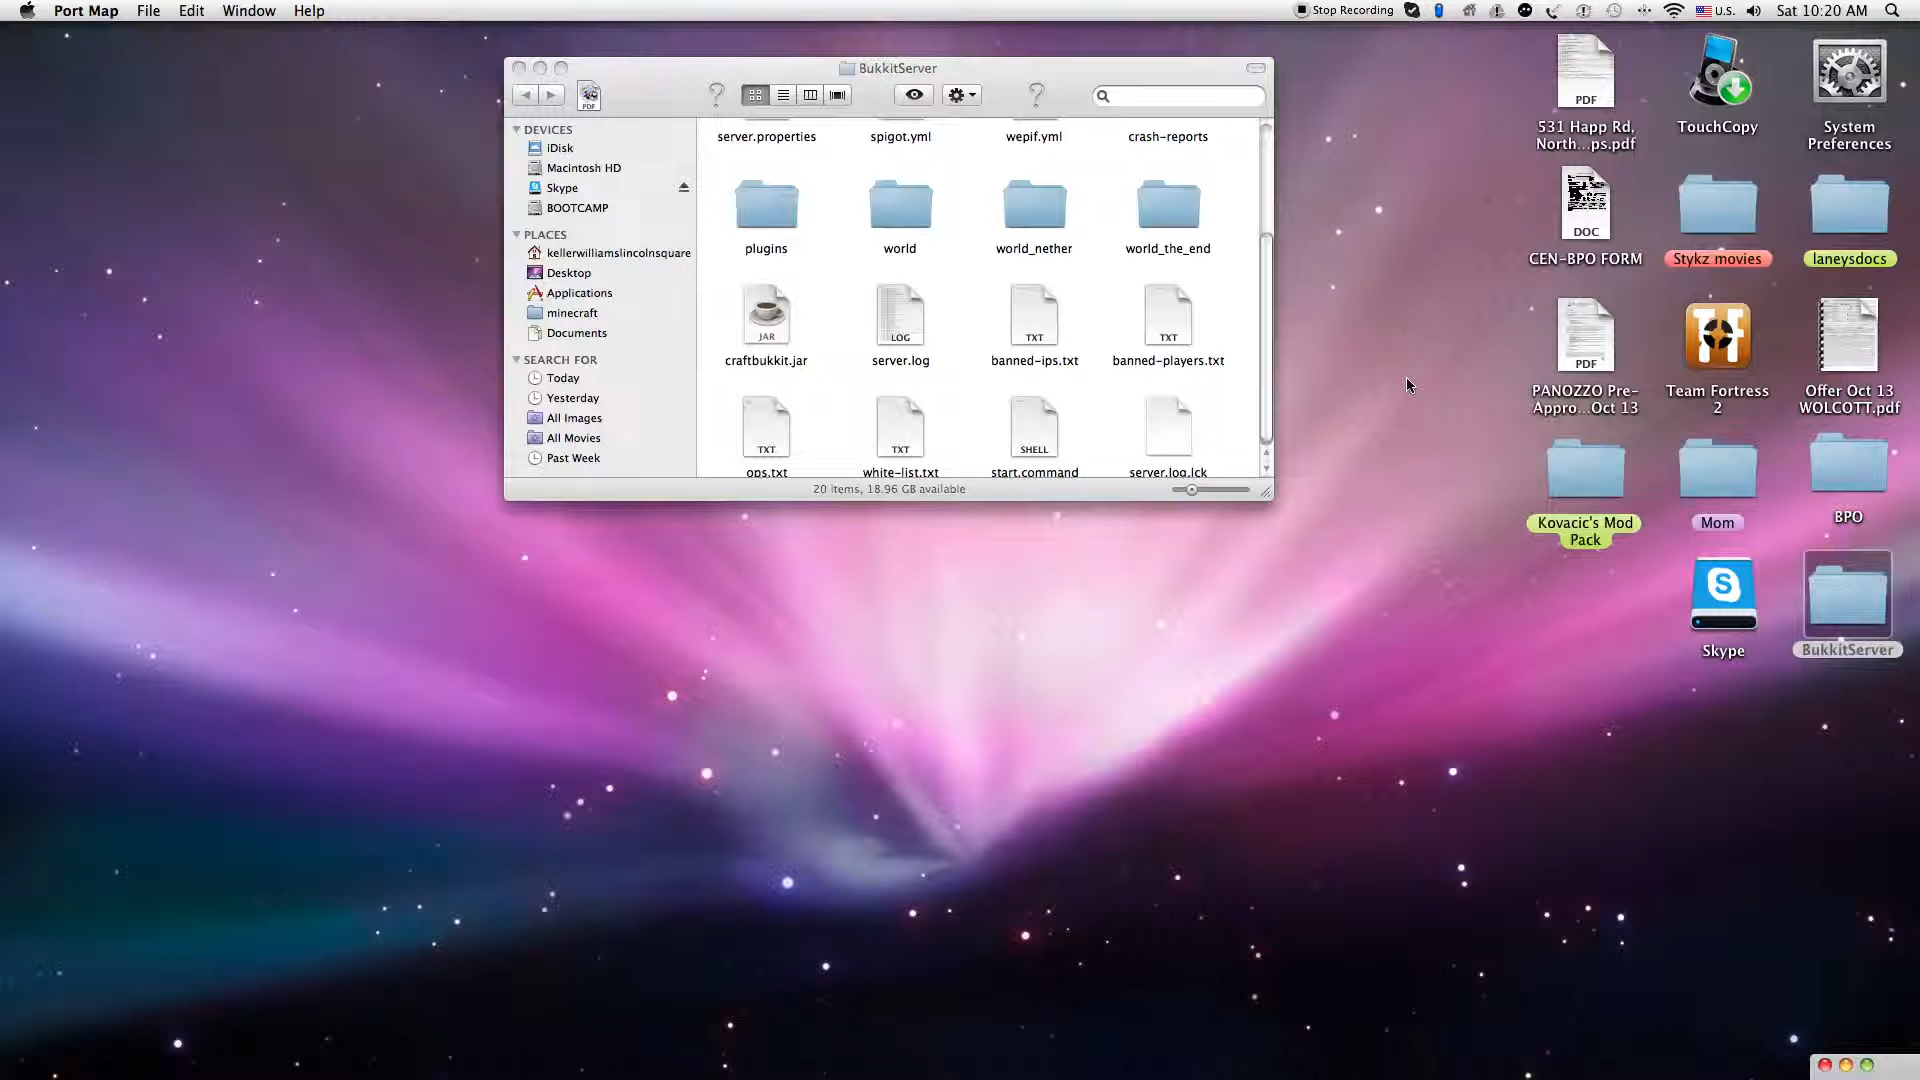 Port Map File Edit Window Help Stop Recording U.S. Sat 10:20 AM
BukkitServer
PDF
DEVICES
iDisk
Macintosh HD
Skype
BOOTCAMP
PLACES
kellerwilliamslincolnsquare
Desktop
Applications
minecraft
Documents
SEARCH FOR
Today
Yesterday
All Images
All Movies
Past Week
server.properties spigot.yml wepif.yml crash-reports
plugins world world_nether world_the_end
JAR LOG TXT TXT
craftbukkit.jar server.log banned-ips.txt banned-players.txt
TXT TXT SHELL
ops.txt white-list.txt start.command server.log.lck
20 items, 18.96 GB available
PDF
531 Happ Rd,
North...ps.pdf
TouchCopy
System
Preferences
DOC
CEN-BPO FORM
Stykz movies
laneysdocs
PDF
PANOZZO Pre-
Appro...Oct 13
Team Fortress
2
Offer Oct 13
WOLCOTT.pdf
Kovacic's Mod
Pack
Mom
BPO
Skype
BukkitServer